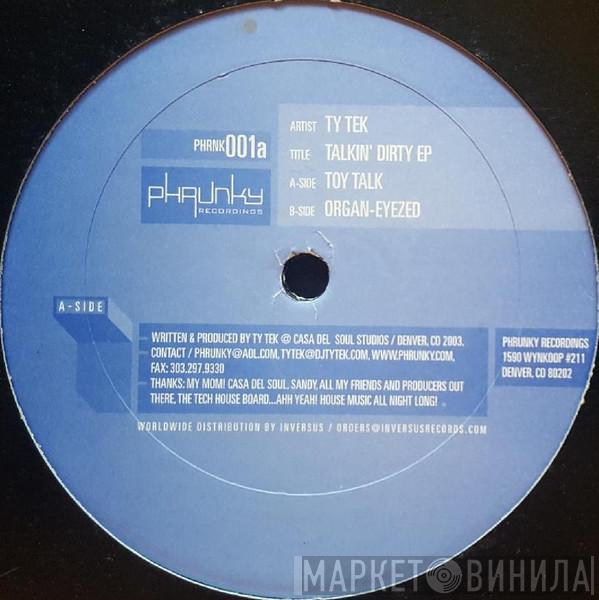 PHRNK001a
phrunky
RECORDINGS
ARTIST TY TEK
TITLE TALKIN' DIRTY EP
A-SIDE TOY TALK
B-SIDE ORGAN-EYEZED
A-SIDE
WRITTEN & PRODUCED BY TY TEK @ CASA DEL SOUL STUDIOS / DENVER, CO 2003.
CONTACT / PHRUNKY@AOL.COM, TYTEK@DJTYTEK.COM, WWW.PHRUNKY.COM,
FAX: 303.297.9330
THANKS: MY MOM! CASA DEL SOUL, SANDY, ALL MY FRIENDS AND PRODUCERS OUT
THERE, THE TECH HOUSE BOARD...AHH YEAH! HOUSE MUSIC ALL NIGHT LONG!
PHRUNKY RECORDINGS
1590 WYNKOOP #211
DENVER, CO 80202
WORLDWIDE DISTRIBUTION BY INVERSUS / ORDERS@INVERSUSRECORDS.COM
МАРКЕТ ВИНИЛА